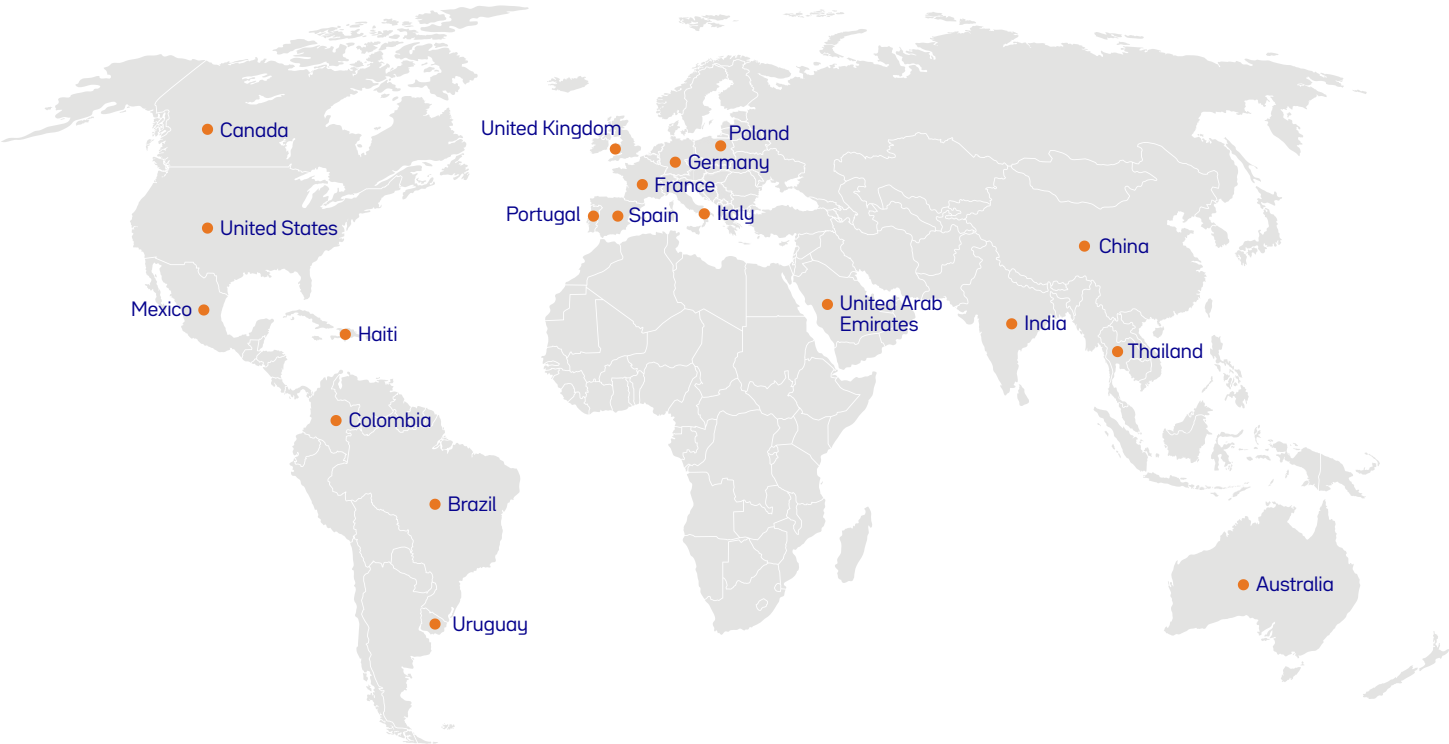 Canada
United Kingdom
Poland
Germany
France
Portugal
Spain
Italy
United States
China
Mexico
United Arab
Emirates
India
Haiti
Thailand
Colombia
Brazil
Australia
Uruguay